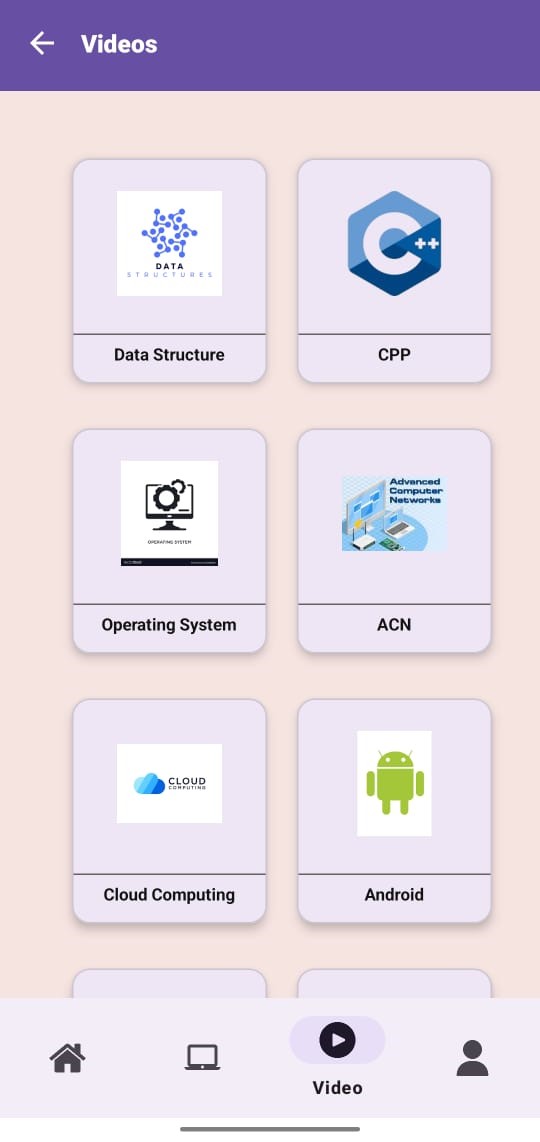 Videos
DATA
STRUCTURES
Data Structure
C++
CPP
OPERATING SYSTEM
Operating System
Advanced
Computer
Networks
ACN
CLOUD
COMPUTING
Cloud Computing
Android
Video